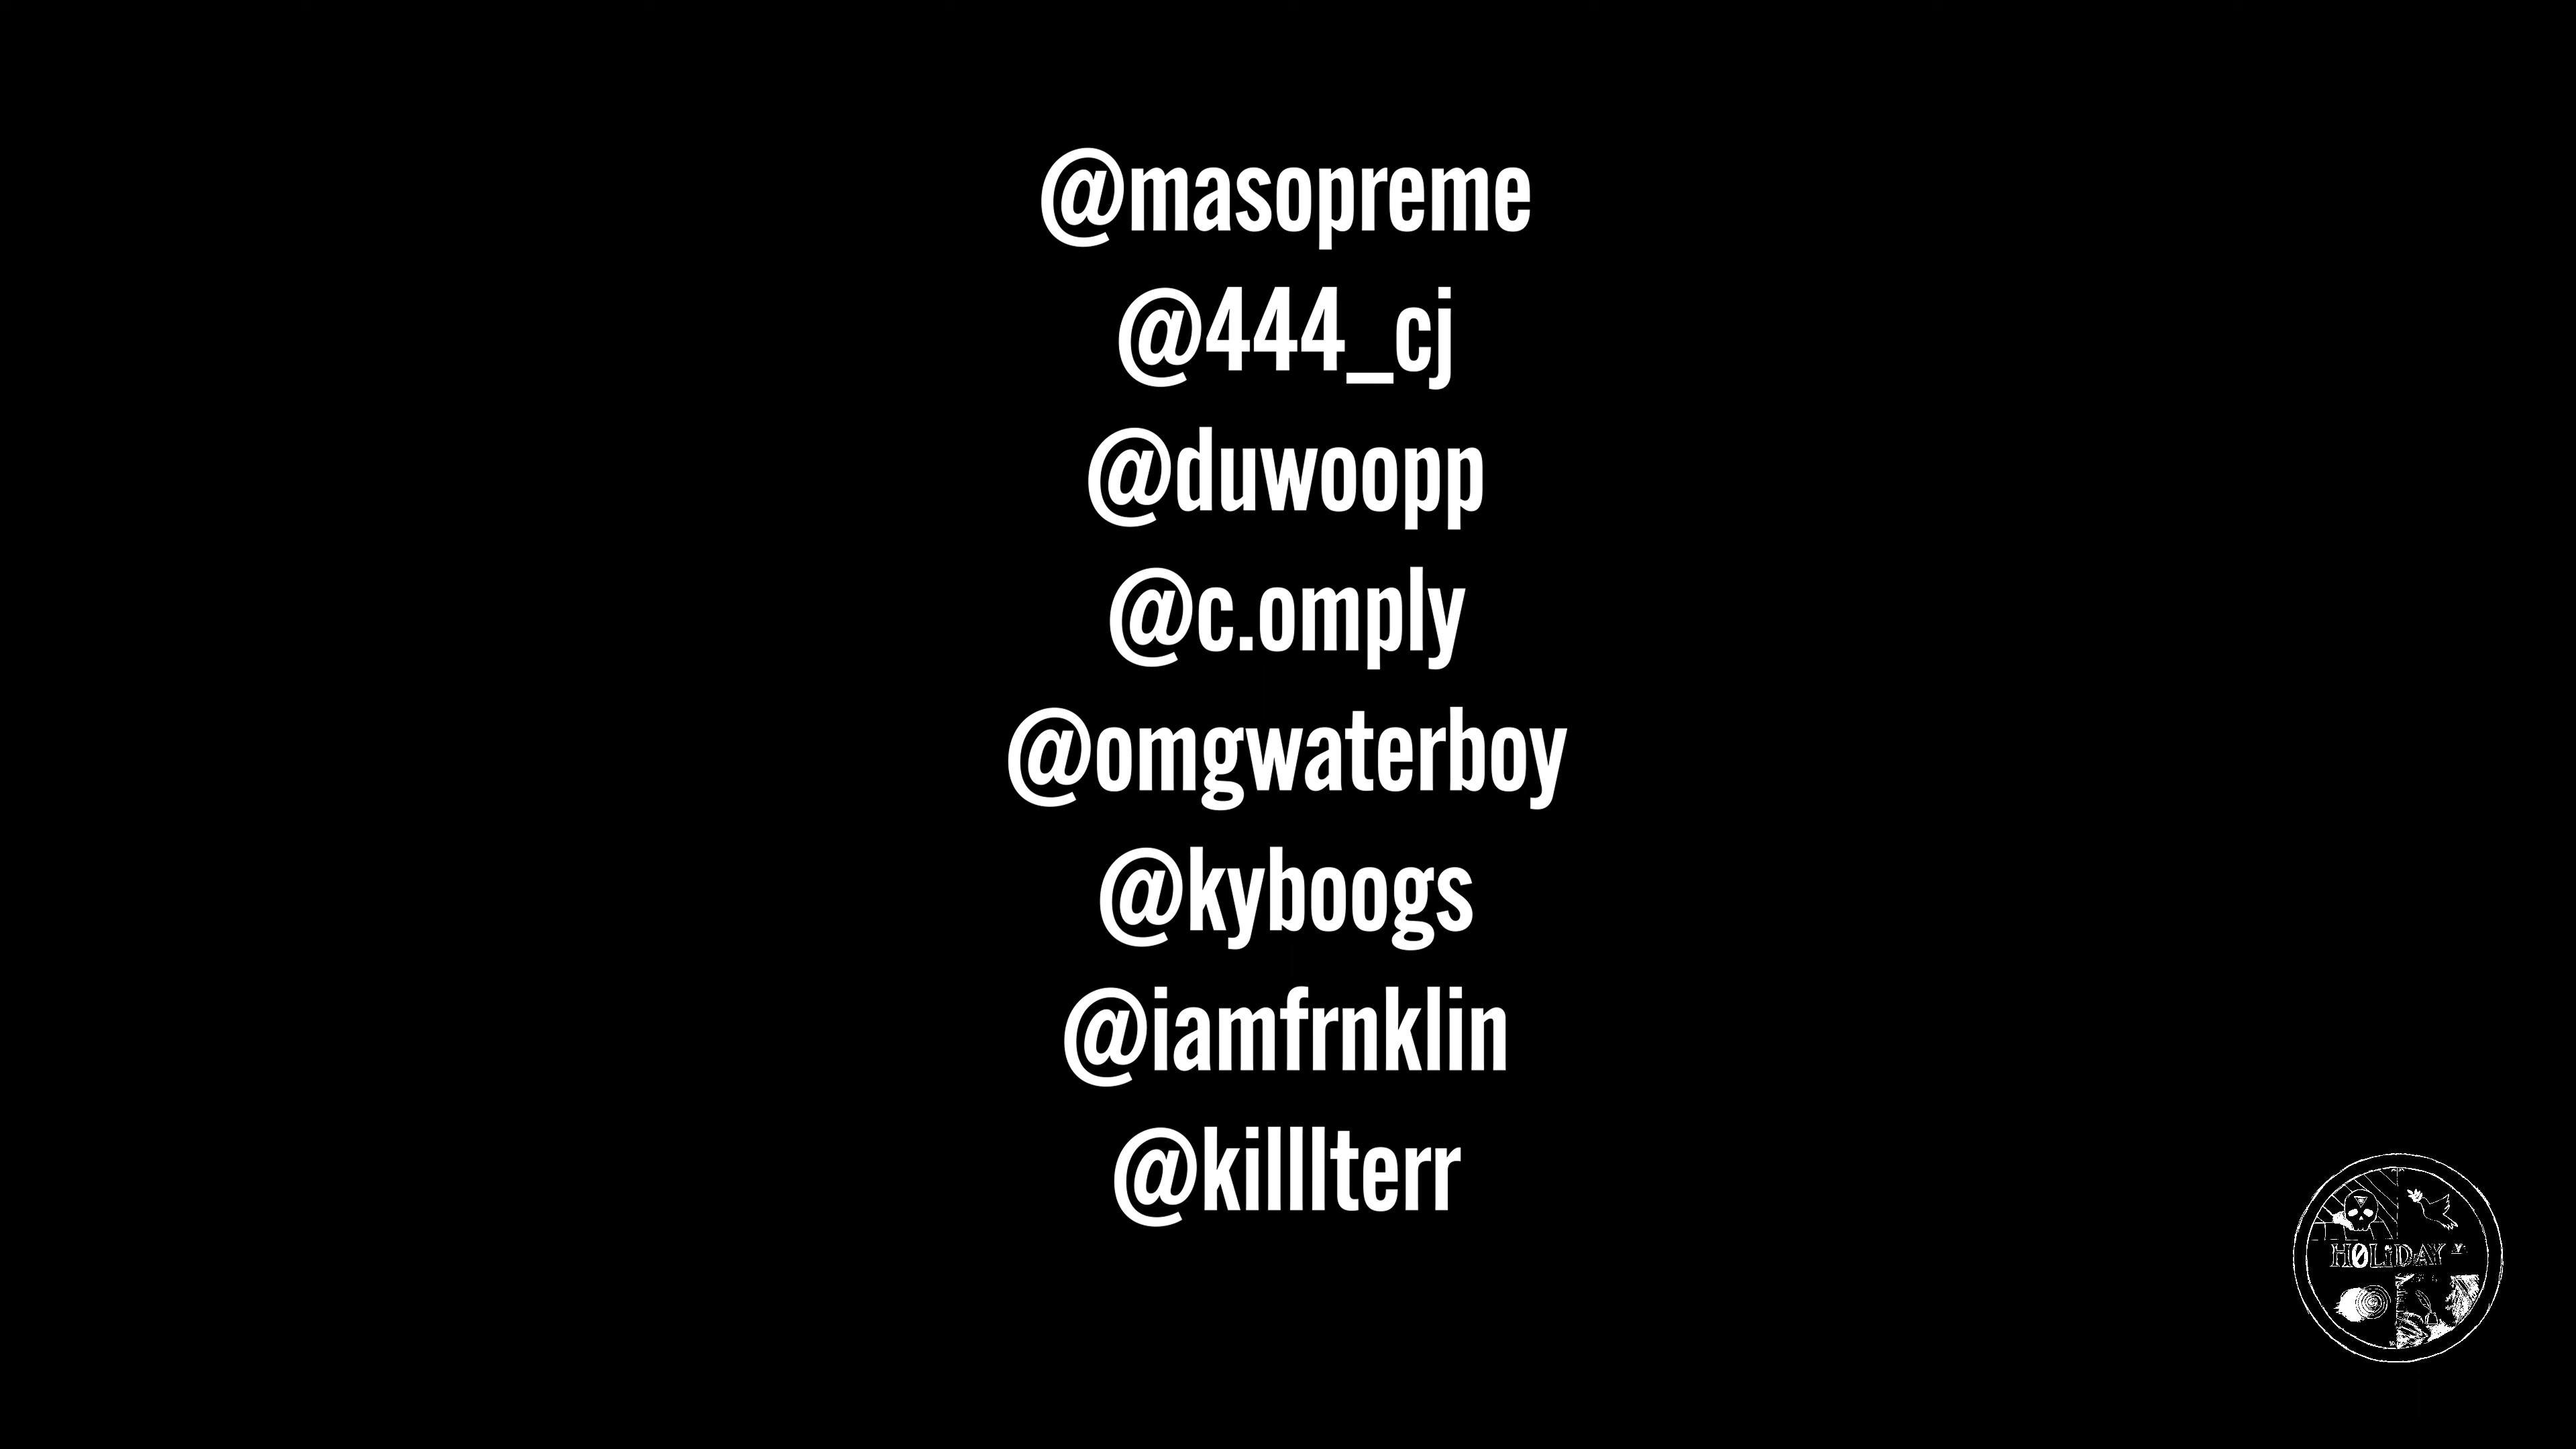 @masopreme
@444_cj
@duwoopp
@c.omply
@omgwaterboy
@kyboogs
@iamfrnklin
@killlterr
H0LiDAY